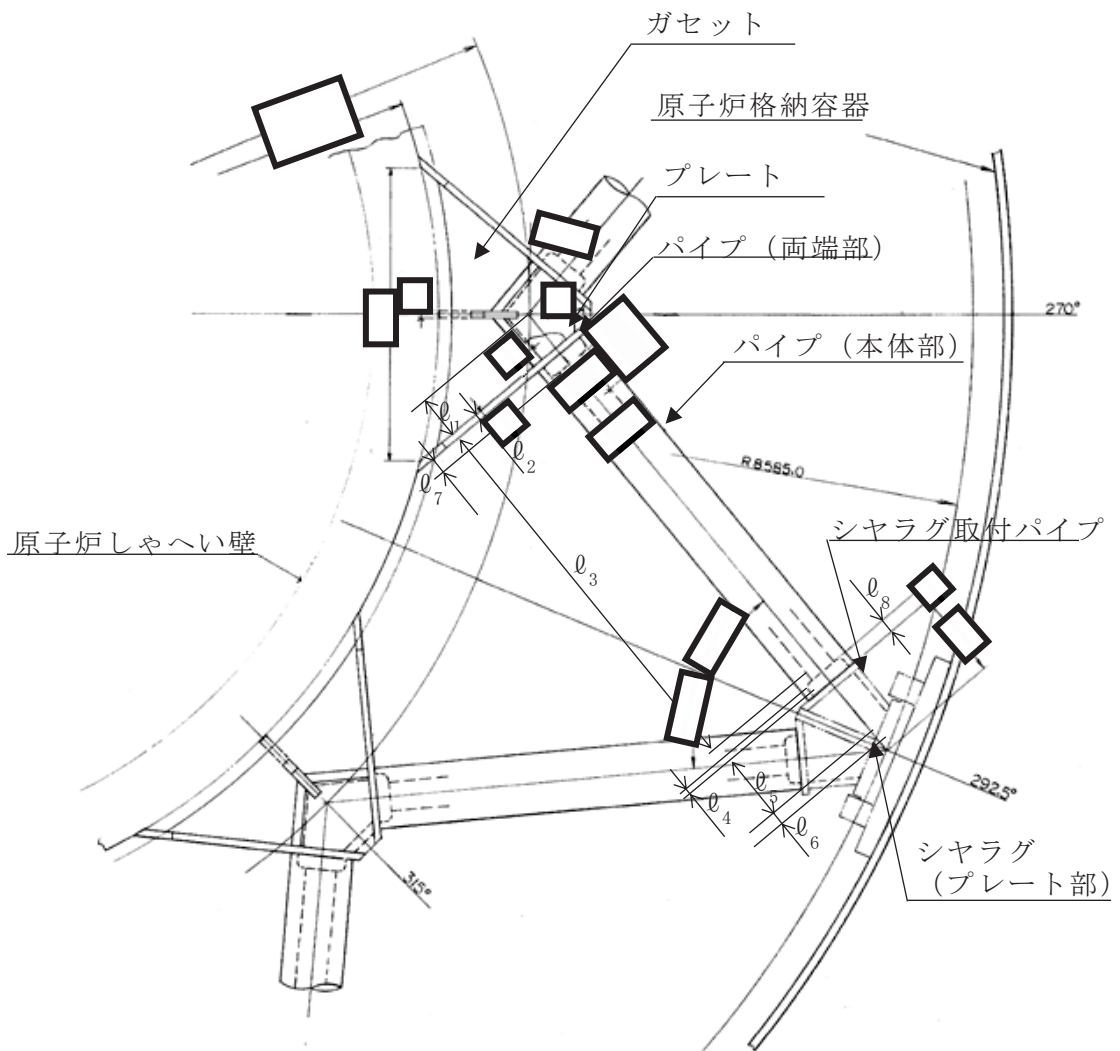 ガセット
原子炉格納容器
プレート
パイプ（両端部）
270°
パイプ（本体部）
ℓ1
ℓ2
ℓ7
R8585.0
シヤラグ取付パイプ
原子炉しゃへい壁
ℓ3
ℓ8
ℓ4
ℓ5
ℓ6
292.5°
シヤラグ
（プレート部）
315°